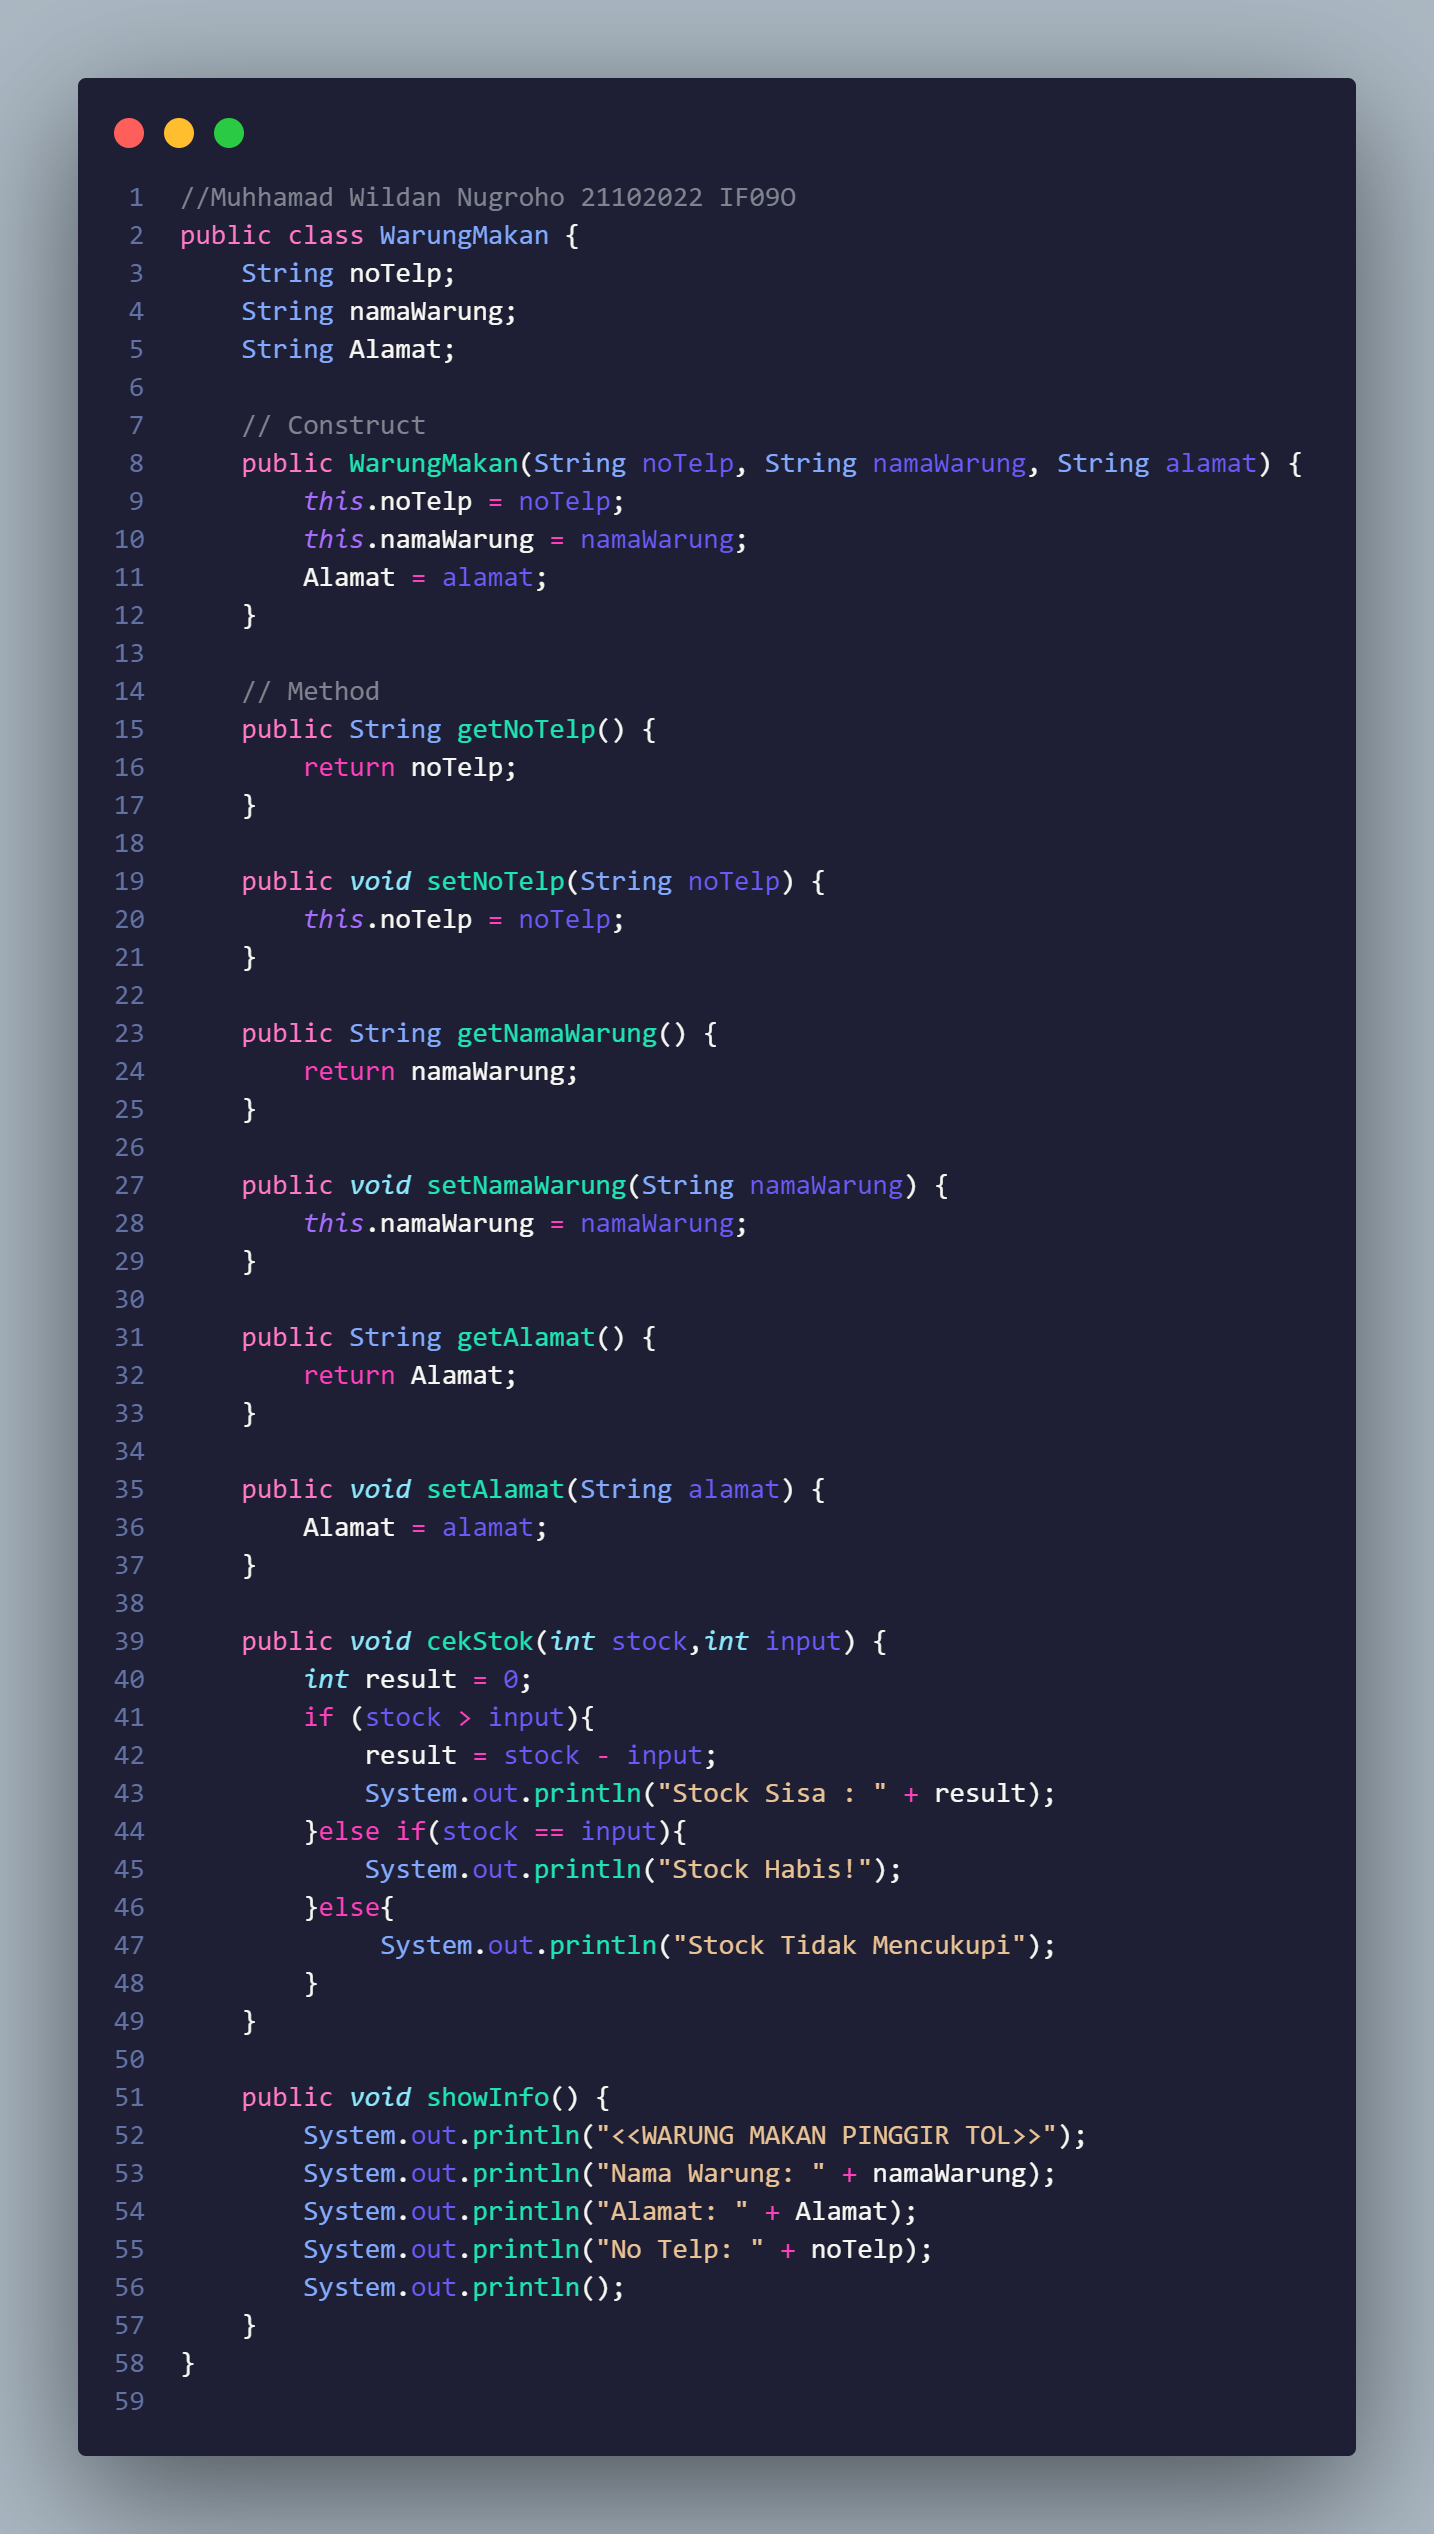 1 //Muhhamad Wildan Nugroho 21102022 IF09O
2 public class WarungMakan {
3     String noTelp;
4     String namaWarung;
5     String Alamat;
6
7     // Construct
8     public WarungMakan(String noTelp, String namaWarung, String alamat) {
9         this.noTelp = noTelp;
10         this.namaWarung = namaWarung;
11         Alamat = alamat;
12     }
13
14     // Method
15     public String getNoTelp() {
16         return noTelp;
17     }
18
19     public void setNoTelp(String noTelp) {
20         this.noTelp = noTelp;
21     }
22
23     public String getNamaWarung() {
24         return namaWarung;
25     }
26
27     public void setNamaWarung(String namaWarung) {
28         this.namaWarung = namaWarung;
29     }
30
31     public String getAlamat() {
32         return Alamat;
33     }
34
35     public void setAlamat(String alamat) {
36         Alamat = alamat;
37     }
38
39     public void cekStok(int stock,int input) {
40         int result = 0;
41         if (stock > input){
42             result = stock - input;
43             System.out.println("Stock Sisa : " + result);
44         }else if(stock == input){
45             System.out.println("Stock Habis!");
46         }else{
47              System.out.println("Stock Tidak Mencukupi");
48         }
49     }
50
51     public void showInfo() {
52         System.out.println("<<WARUNG MAKAN PINGGIR TOL>>");
53         System.out.println("Nama Warung: " + namaWarung);
54         System.out.println("Alamat: " + Alamat);
55         System.out.println("No Telp: " + noTelp);
56         System.out.println();
57     }
58 }
59